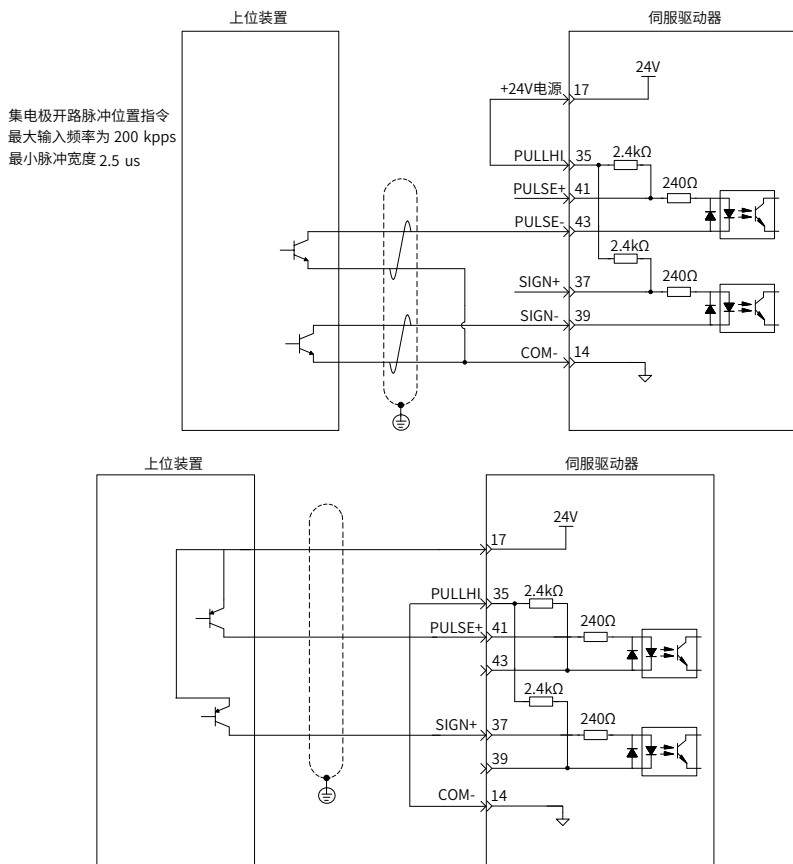 上位装置
伺服驱动器
24V
+24V电源
17
集电极开路脉冲位置指令
最大输入频率为 200 kpps
最小脉冲宽度 2.5 us
PULLHI
35
2.4kΩ
PULSE+
41
240Ω
PULSE-
43
2.4kΩ
SIGN+
37
240Ω
SIGN-
39
COM-
14
上位装置
伺服驱动器
24V
17
PULLHI
35
2.4kΩ
PULSE+
41
240Ω
43
2.4kΩ
SIGN+
37
240Ω
39
COM-
14